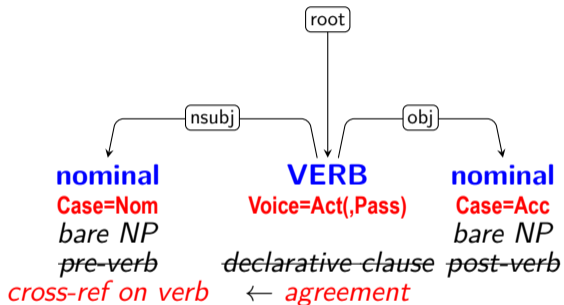 root
nsubj obj
nominal VERB nominal
Case=Nom Voice=Act(,Pass) Case=Acc
bare NP bare NP
pre-verb declarative clause post-verb
cross-ref on verb ← agreement